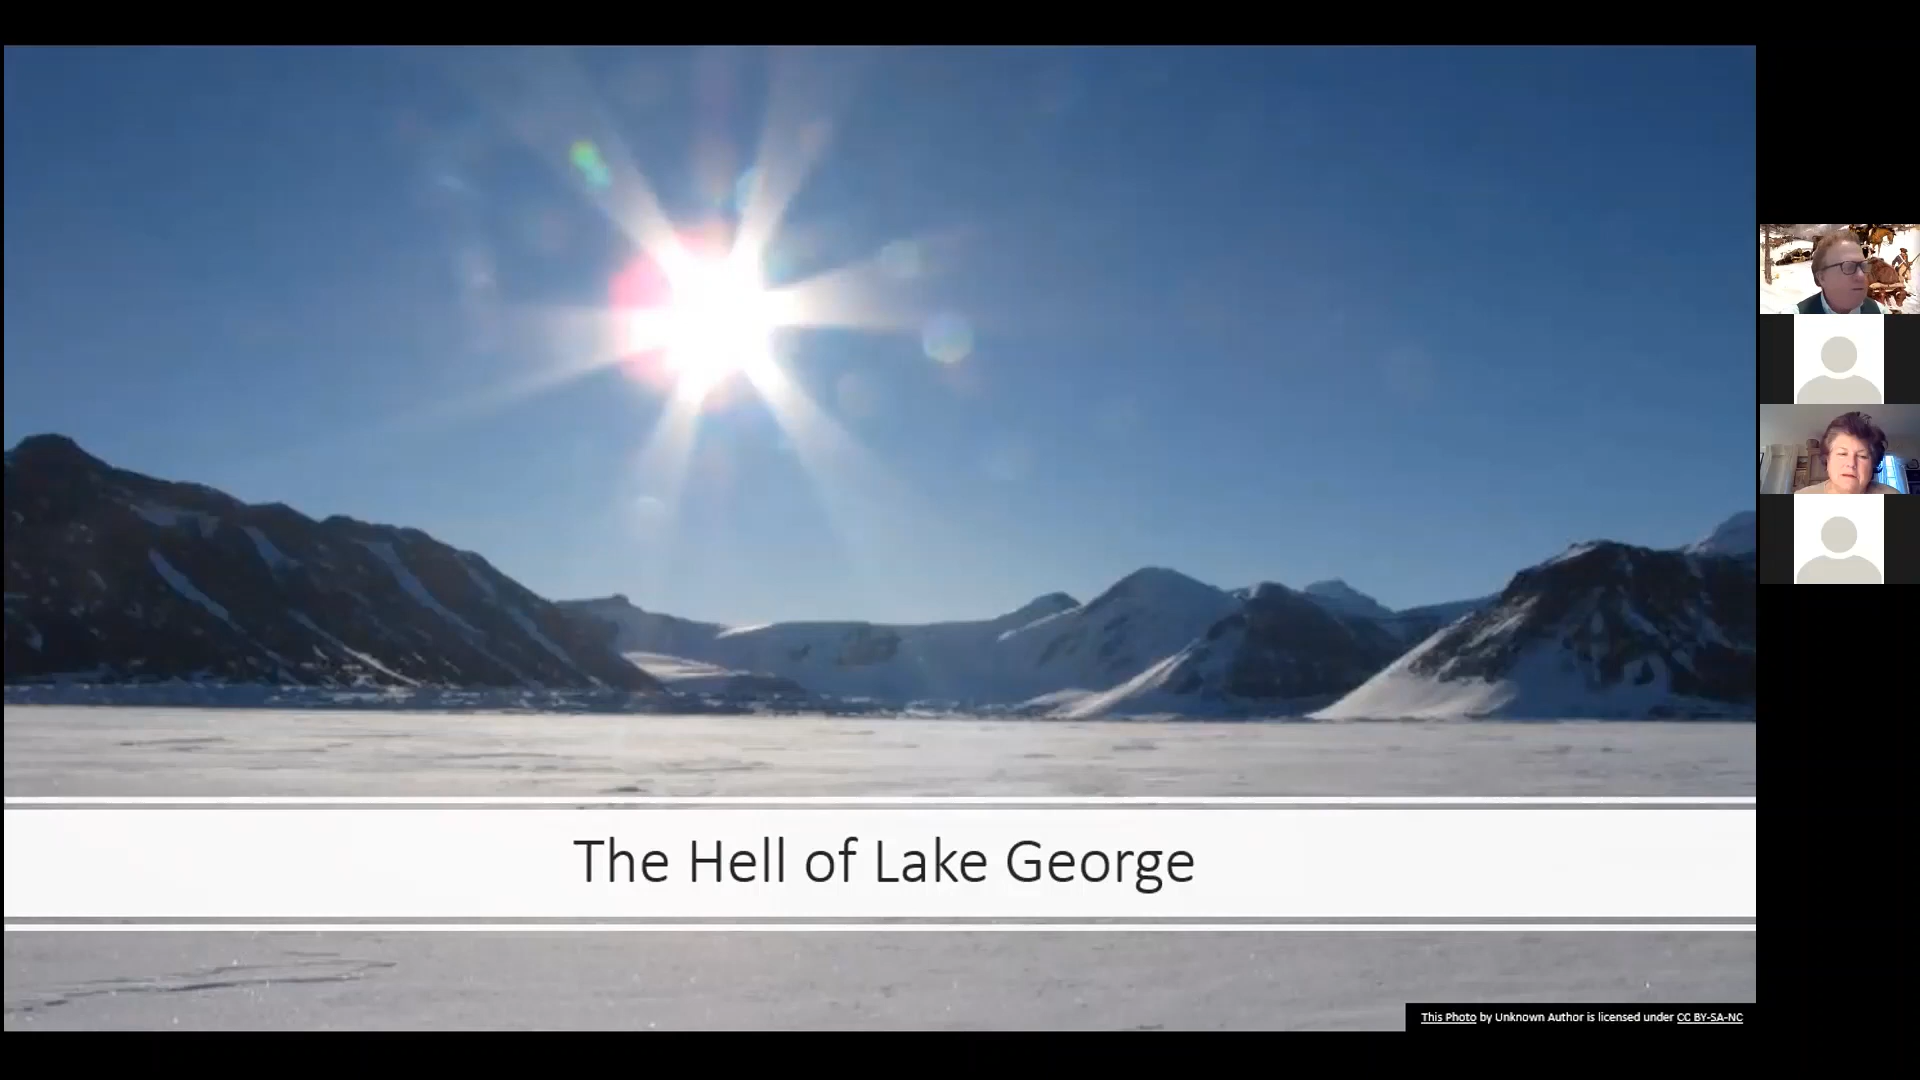 The Hell of Lake George
This Photo by Unknown Author is licensed under CC BY-SA-NC